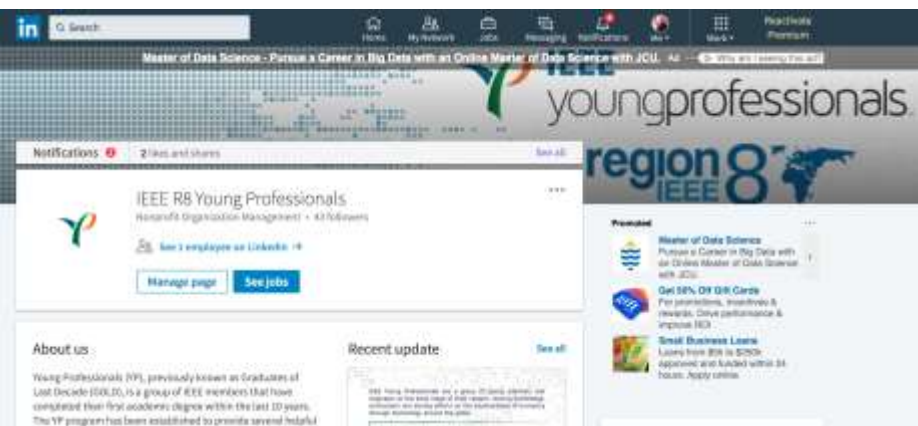 in
Search
Home
My Network
Jobs
Messaging
Notifications
Me
Work
Reactivate
Premium
Master of Data Science - Pursue a Career in Big Data with an Online Master of Data Science with JCU. Ad
Why am I seeing this ad?
IEEE
youngprofessionals
region 8
IEEE
Notifications 2
2 likes and shares
See all
IEEE R8 Young Professionals
Nonprofit Organization Management • 43 followers
See 1 employee on LinkedIn →
Manage page
See jobs
Promoted
Master of Data Science
Pursue a Career in Big Data with
an Online Master of Data Science
with JCU.
Get 50% Off Gift Cards
For promotions, incentives &
rewards. Drive performance &
improve ROI
Small Business Loans
Loans from $5k to $250k
approved and funded within 24
hours. Apply online.
About us
Young Professionals (YP), previously known as Graduates of
Last Decade (GOLD), is a group of IEEE members that have
completed their first academic degree within the last 10 years.
The YP program has been established to provide several helpful
Recent update
See all